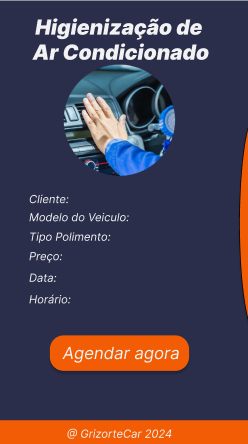 Higienização de
Ar Condicionado
Cliente:
Modelo do Veiculo:
Tipo Polimento:
Preço:
Data:
Horário:
Agendar agora
@ GrizorteCar 2024